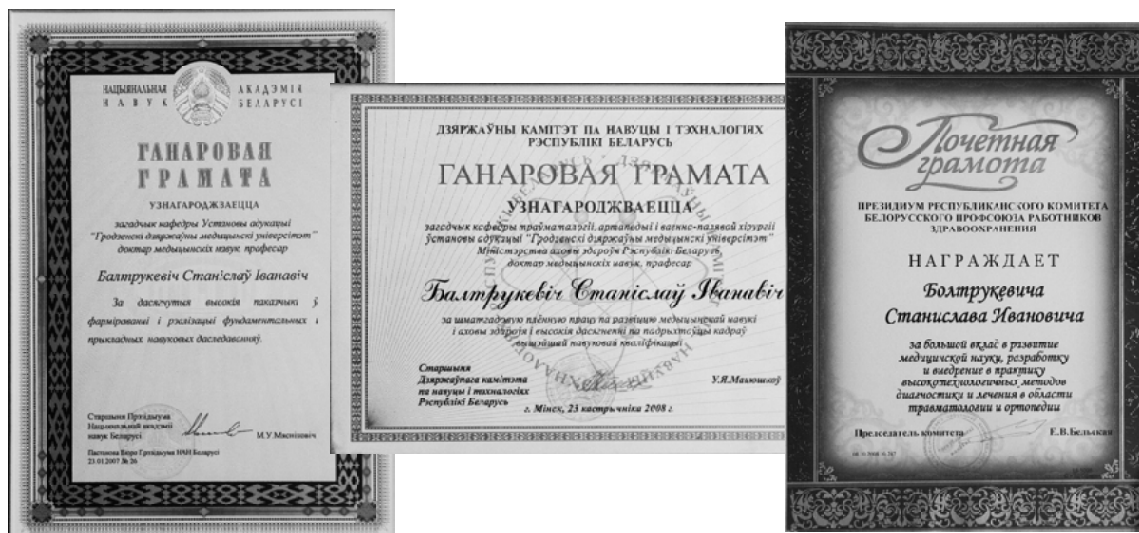 НАЦЫЯНАЛЬНАЯ АКАДЭМІЯ
НАВУК БЕЛАРУСІ
ГАНАРОВАЯ
ГРАМАТА
УЗНАГАРОДЖВАЕЦЦА
загадчык кафедры Установы адукацыі
"Гродзенскі дзяржаўны медыцынскі ўніверсітэт"
доктар медыцынскіх навук прафесар
Балтрукевіч Станіслаў Іванавіч
За дасягнутыя высокія паказчыкі ў
фарміраванні і рэалізацыі фундаментальных і
прыкладных навуковых даследаванняў.
Старшыня Прэзідыума
Нацыянальнай акадэміі
навук Беларусі
М.У.Мясніковіч
Пастанова Бюро Прэзідыума НАН Беларусі
23.01.2007 № 26
ДЗЯРЖАЎНЫ КАМІТЭТ ПА НАВУЦЫ І ТЭХНАЛОГІЯХ
РЭСПУБЛІКІ БЕЛАРУСЬ
ГАНАРОВАЯ ГРАМАТА
УЗНАГАРОДЖВАЕЦЦА
загадчык кафедры траўматалогіі, артапедыі і ваенна-палявой хірургіі
ўстановы адукацыі "Гродзенскі дзяржаўны медыцынскі ўніверсітэт"
Міністэрства аховы здароўя Рэспублікі Беларусь,
доктар медыцынскіх навук, прафесар
Балтрукевіч Станіслаў Іванавіч
за шматгадовую плённую працу па развіццю медыцынскай навукі
і аховы здароўя і высокія дасягненні па падрыхтоўцы кадраў
вышэйшай навуковай кваліфікацыі
Старшыня
Дзяржаўнага камітэта
па навуцы і тэхналогіях
Рэспублікі Беларусь
г. Мінск, 23 кастрычніка 2008 г.
Почетная
грамота
ПРЕЗИДИУМ РЕСПУБЛИКАНСКОГО КОМИТЕТА
БЕЛОРУССКОГО ПРОФСОЮЗА РАБОТНИКОВ
ЗДРАВООХРАНЕНИЯ
НАГРАЖДАЕТ
Болтрукевича
Станислава Ивановича
за большой вклад в развитие
медицинской науки, разработку
и внедрение в практику
высокотехнологичных методов
диагностики и лечения в области
травматологии и ортопедии
Председатель комитета